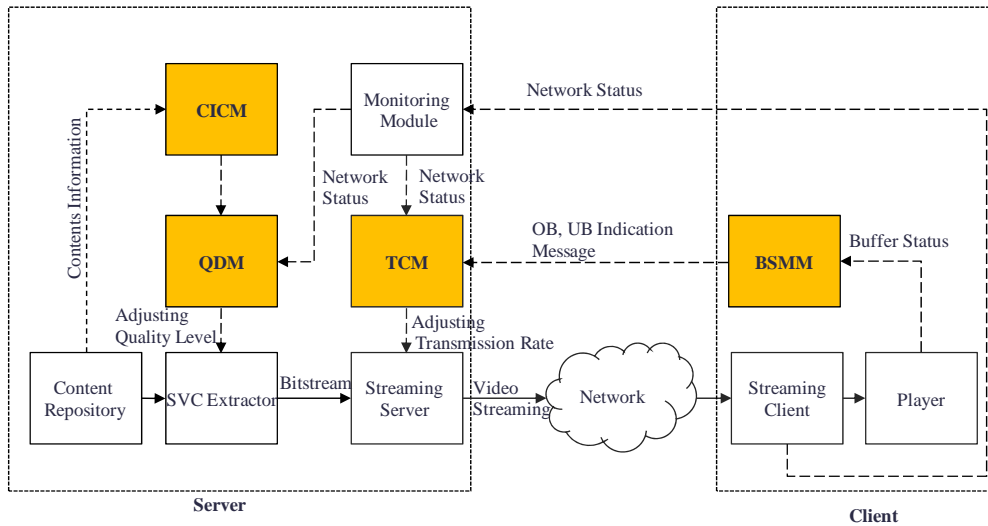 CICM
Monitoring
Module
Network Status
Contents Information
Network
Status
Network
Status
QDM
TCM
OB, UB Indication
Message
BSMM
Buffer Status
Adjusting
Quality Level
Adjusting
Transmission Rate
Content
Repository
SVC Extractor
Bitstream
Streaming
Server
Video
Streaming
Network
Streaming
Client
Player
Server
Client